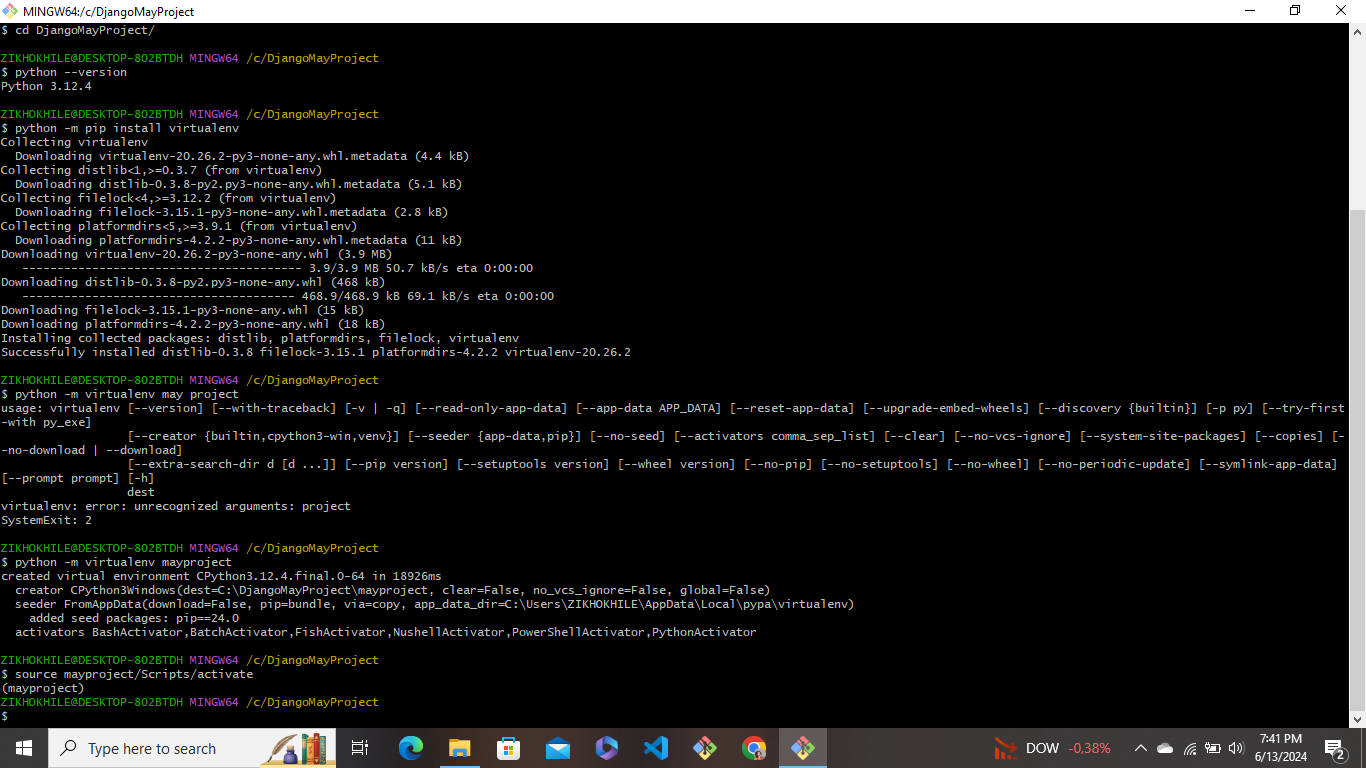 MINGW64:/c/DjangoMayProject
$ cd DjangoMayProject/
ZIKHOKHILE@DESKTOP-8O2BTDH MINGW64 /c/DjangoMayProject
$ python --version
Python 3.12.4
ZIKHOKHILE@DESKTOP-8O2BTDH MINGW64 /c/DjangoMayProject
$ python -m pip install virtualenv
Collecting virtualenv
  Downloading virtualenv-20.26.2-py3-none-any.whl.metadata (4.4 kB)
Collecting distlib<1,>=0.3.7 (from virtualenv)
  Downloading distlib-0.3.8-py2.py3-none-any.whl.metadata (5.1 kB)
Collecting filelock<4,>=3.12.2 (from virtualenv)
  Downloading filelock-3.15.1-py3-none-any.whl.metadata (2.8 kB)
Collecting platformdirs<5,>=3.9.1 (from virtualenv)
  Downloading platformdirs-4.2.2-py3-none-any.whl.metadata (11 kB)
Downloading virtualenv-20.26.2-py3-none-any.whl (3.9 MB)
   ---------------------------------------- 3.9/3.9 MB 50.7 kB/s eta 0:00:00
Downloading distlib-0.3.8-py2.py3-none-any.whl (468 kB)
   --------------------------------------- 468.9/468.9 kB 69.1 kB/s eta 0:00:00
Downloading filelock-3.15.1-py3-none-any.whl (15 kB)
Downloading platformdirs-4.2.2-py3-none-any.whl (18 kB)
Installing collected packages: distlib, platformdirs, filelock, virtualenv
Successfully installed distlib-0.3.8 filelock-3.15.1 platformdirs-4.2.2 virtualenv-20.26.2
ZIKHOKHILE@DESKTOP-8O2BTDH MINGW64 /c/DjangoMayProject
$ python -m virtualenv may project
usage: virtualenv [--version] [--with-traceback] [-v | -q] [--read-only-app-data] [--app-data APP_DATA] [--reset-app-data] [--upgrade-embed-wheels] [--discovery {builtin}] [-p py] [--try-first
-with py_exe]
                  [--creator {builtin,cpython3-win,venv}] [--seeder {app-data,pip}] [--no-seed] [--activators comma_sep_list] [--clear] [--no-vcs-ignore] [--system-site-packages] [--copies] [-
-no-download | --download]
                  [--extra-search-dir d [d ...]] [--pip version] [--setuptools version] [--wheel version] [--no-pip] [--no-setuptools] [--no-wheel] [--no-periodic-update] [--symlink-app-data]
[--prompt prompt] [-h]
                  dest
virtualenv: error: unrecognized arguments: project
SystemExit: 2
ZIKHOKHILE@DESKTOP-8O2BTDH MINGW64 /c/DjangoMayProject
$ python -m virtualenv mayproject
created virtual environment CPython3.12.4.final.0-64 in 18926ms
  creator CPython3Windows(dest=C:\DjangoMayProject\mayproject, clear=False, no_vcs_ignore=False, global=False)
  seeder FromAppData(download=False, pip=bundle, via=copy, app_data_dir=C:\Users\ZIKHOKHILE\AppData\Local\pypa\virtualenv)
    added seed packages: pip==24.0
  activators BashActivator,BatchActivator,FishActivator,NushellActivator,PowerShellActivator,PythonActivator
ZIKHOKHILE@DESKTOP-8O2BTDH MINGW64 /c/DjangoMayProject
$ source mayproject/Scripts/activate
(mayproject)
ZIKHOKHILE@DESKTOP-8O2BTDH MINGW64 /c/DjangoMayProject
$
Type here to search
DOW -0,38%
7:41 PM
6/13/2024
2